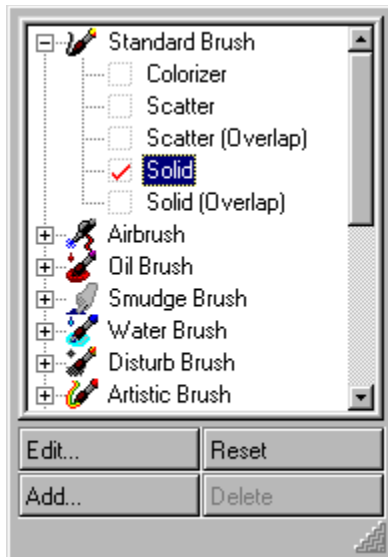 Standard Brush
Colorizer
Scatter
Scatter (Overlap)
Solid
Solid (Overlap)
Airbrush
Oil Brush
Smudge Brush
Water Brush
Disturb Brush
Artistic Brush
Edit... Reset
Add... Delete